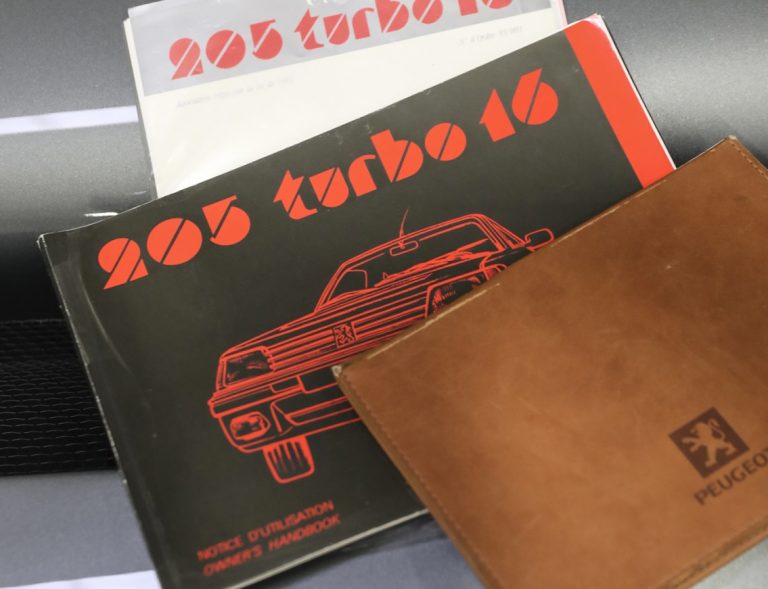 205 turbo 16
205 turbo 16
NOTICE D'UTILISATION
OWNER'S HANDBOOK
PEUGEOT